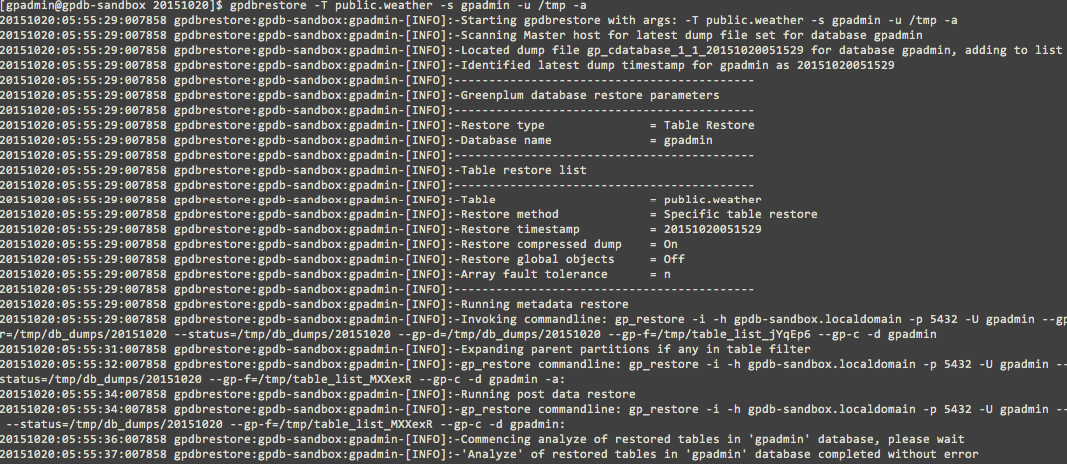 [gpadmin@gpdb-sandbox 20151020]$ gpdbrestore -T public.weather -s gpadmin -u /tmp -a
20151020:05:55:29:007858 gpdbrestore:gpdb-sandbox:gpadmin-[INFO]:-Starting gpdbrestore with args: -T public.weather -s gpadmin -u /tmp -a
20151020:05:55:29:007858 gpdbrestore:gpdb-sandbox:gpadmin-[INFO]:-Scanning Master host for latest dump file set for database gpadmin
20151020:05:55:29:007858 gpdbrestore:gpdb-sandbox:gpadmin-[INFO]:-Located dump file gp_cdatabase_1_1_20151020051529 for database gpadmin, adding to list
20151020:05:55:29:007858 gpdbrestore:gpdb-sandbox:gpadmin-[INFO]:-Identified latest dump timestamp for gpadmin as 20151020051529
20151020:05:55:29:007858 gpdbrestore:gpdb-sandbox:gpadmin-[INFO]:-------------------------------------------
20151020:05:55:29:007858 gpdbrestore:gpdb-sandbox:gpadmin-[INFO]:-Greenplum database restore parameters
20151020:05:55:29:007858 gpdbrestore:gpdb-sandbox:gpadmin-[INFO]:-------------------------------------------
20151020:05:55:29:007858 gpdbrestore:gpdb-sandbox:gpadmin-[INFO]:-Restore type               = Table Restore
20151020:05:55:29:007858 gpdbrestore:gpdb-sandbox:gpadmin-[INFO]:-Database name              = gpadmin
20151020:05:55:29:007858 gpdbrestore:gpdb-sandbox:gpadmin-[INFO]:-------------------------------------------
20151020:05:55:29:007858 gpdbrestore:gpdb-sandbox:gpadmin-[INFO]:-Table restore list
20151020:05:55:29:007858 gpdbrestore:gpdb-sandbox:gpadmin-[INFO]:-------------------------------------------
20151020:05:55:29:007858 gpdbrestore:gpdb-sandbox:gpadmin-[INFO]:-Table                      = public.weather
20151020:05:55:29:007858 gpdbrestore:gpdb-sandbox:gpadmin-[INFO]:-Restore method             = Specific table restore
20151020:05:55:29:007858 gpdbrestore:gpdb-sandbox:gpadmin-[INFO]:-Restore timestamp          = 20151020051529
20151020:05:55:29:007858 gpdbrestore:gpdb-sandbox:gpadmin-[INFO]:-Restore compressed dump    = On
20151020:05:55:29:007858 gpdbrestore:gpdb-sandbox:gpadmin-[INFO]:-Restore global objects     = Off
20151020:05:55:29:007858 gpdbrestore:gpdb-sandbox:gpadmin-[INFO]:-Array fault tolerance      = n
20151020:05:55:29:007858 gpdbrestore:gpdb-sandbox:gpadmin-[INFO]:-------------------------------------------
20151020:05:55:29:007858 gpdbrestore:gpdb-sandbox:gpadmin-[INFO]:-Running metadata restore
20151020:05:55:29:007858 gpdbrestore:gpdb-sandbox:gpadmin-[INFO]:-Invoking commandline: gp_restore -i -h gpdb-sandbox.localdomain -p 5432 -U gpadmin --gp
r=/tmp/db_dumps/20151020 --status=/tmp/db_dumps/20151020 --gp-d=/tmp/db_dumps/20151020 --gp-f=/tmp/table_list_jYqEp6 --gp-c -d gpadmin
20151020:05:55:31:007858 gpdbrestore:gpdb-sandbox:gpadmin-[INFO]:-Expanding parent partitions if any in table filter
20151020:05:55:32:007858 gpdbrestore:gpdb-sandbox:gpadmin-[INFO]:-gp_restore commandline: gp_restore -i -h gpdb-sandbox.localdomain -p 5432 -U gpadmin --
status=/tmp/db_dumps/20151020 --gp-f=/tmp/table_list_MXXexR --gp-c -d gpadmin -a:
20151020:05:55:34:007858 gpdbrestore:gpdb-sandbox:gpadmin-[INFO]:-Running post data restore
20151020:05:55:34:007858 gpdbrestore:gpdb-sandbox:gpadmin-[INFO]:-gp_restore commandline: gp_restore -i -h gpdb-sandbox.localdomain -p 5432 -U gpadmin --
 --status=/tmp/db_dumps/20151020 --gp-f=/tmp/table_list_MXXexR --gp-c -d gpadmin:
20151020:05:55:36:007858 gpdbrestore:gpdb-sandbox:gpadmin-[INFO]:-Commencing analyze of restored tables in 'gpadmin' database, please wait
20151020:05:55:37:007858 gpdbrestore:gpdb-sandbox:gpadmin-[INFO]:-'Analyze' of restored tables in 'gpadmin' database completed without error